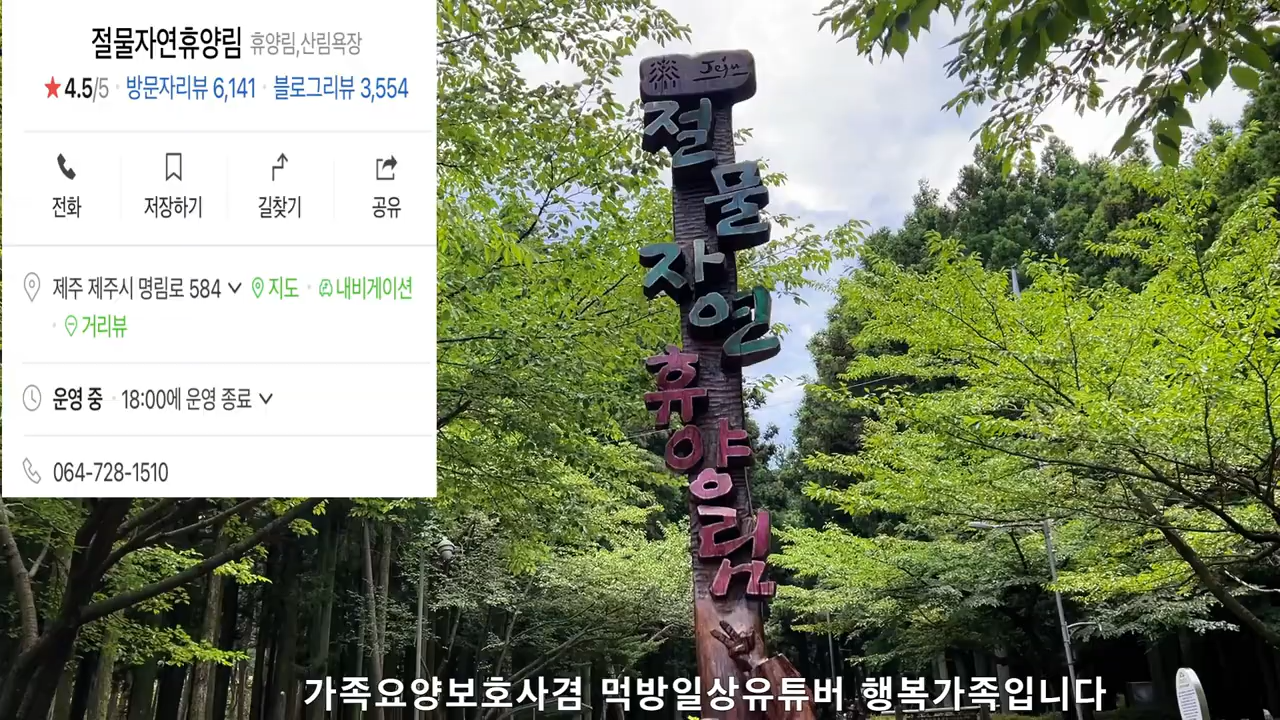 절물자연휴양림 휴양림,산림욕장
4.5/5 · 방문자리뷰 6,141 · 블로그리뷰 3,554
전화 저장하기 길찾기 공유
제주 제주시 명림로 584 지도 · 내비게이션
· 거리뷰
운영 중 · 18:00에 운영 종료
064-728-1510
Jeju
절물자연휴양림
가족요양보호사겸 먹방일상유튜버 행복가족입니다